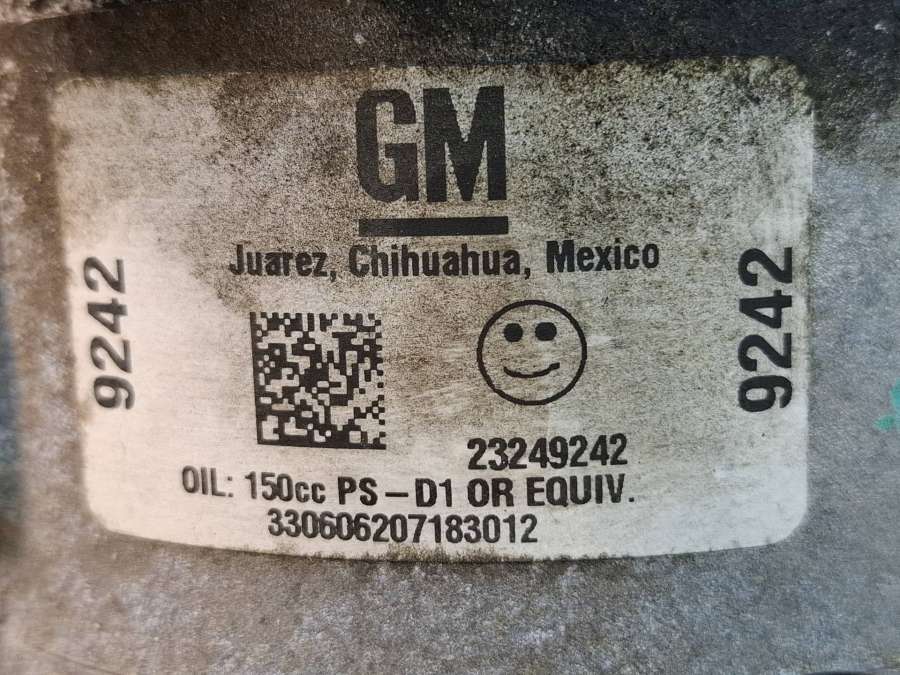 GM
Juarez, Chihuahua, Mexico
9242
9242
23249242
OIL: 150cc PS-D1 OR EQUIV.
330606207183012